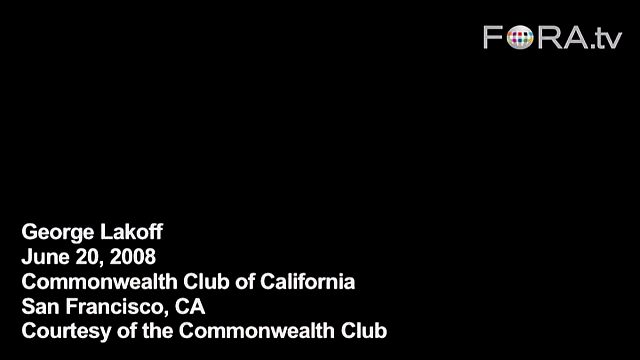 FORA.tv
George Lakoff
June 20, 2008
Commonwealth Club of California
San Francisco, CA
Courtesy of the Commonwealth Club